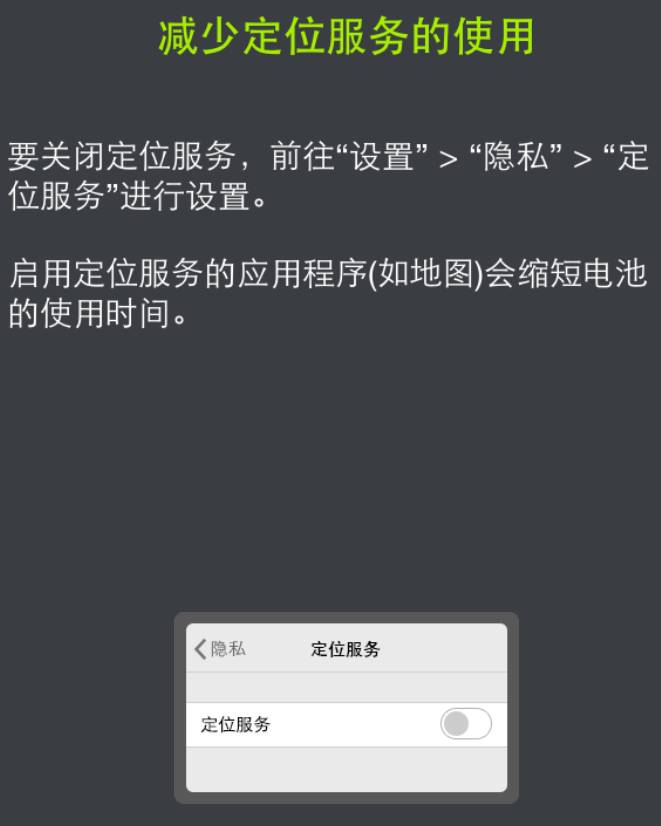 减少定位服务的使用
要关闭定位服务，前往“设置” > “隐私” > “定
位服务”进行设置。
启用定位服务的应用程序(如地图)会缩短电池
的使用时间。
隐私 定位服务
定位服务